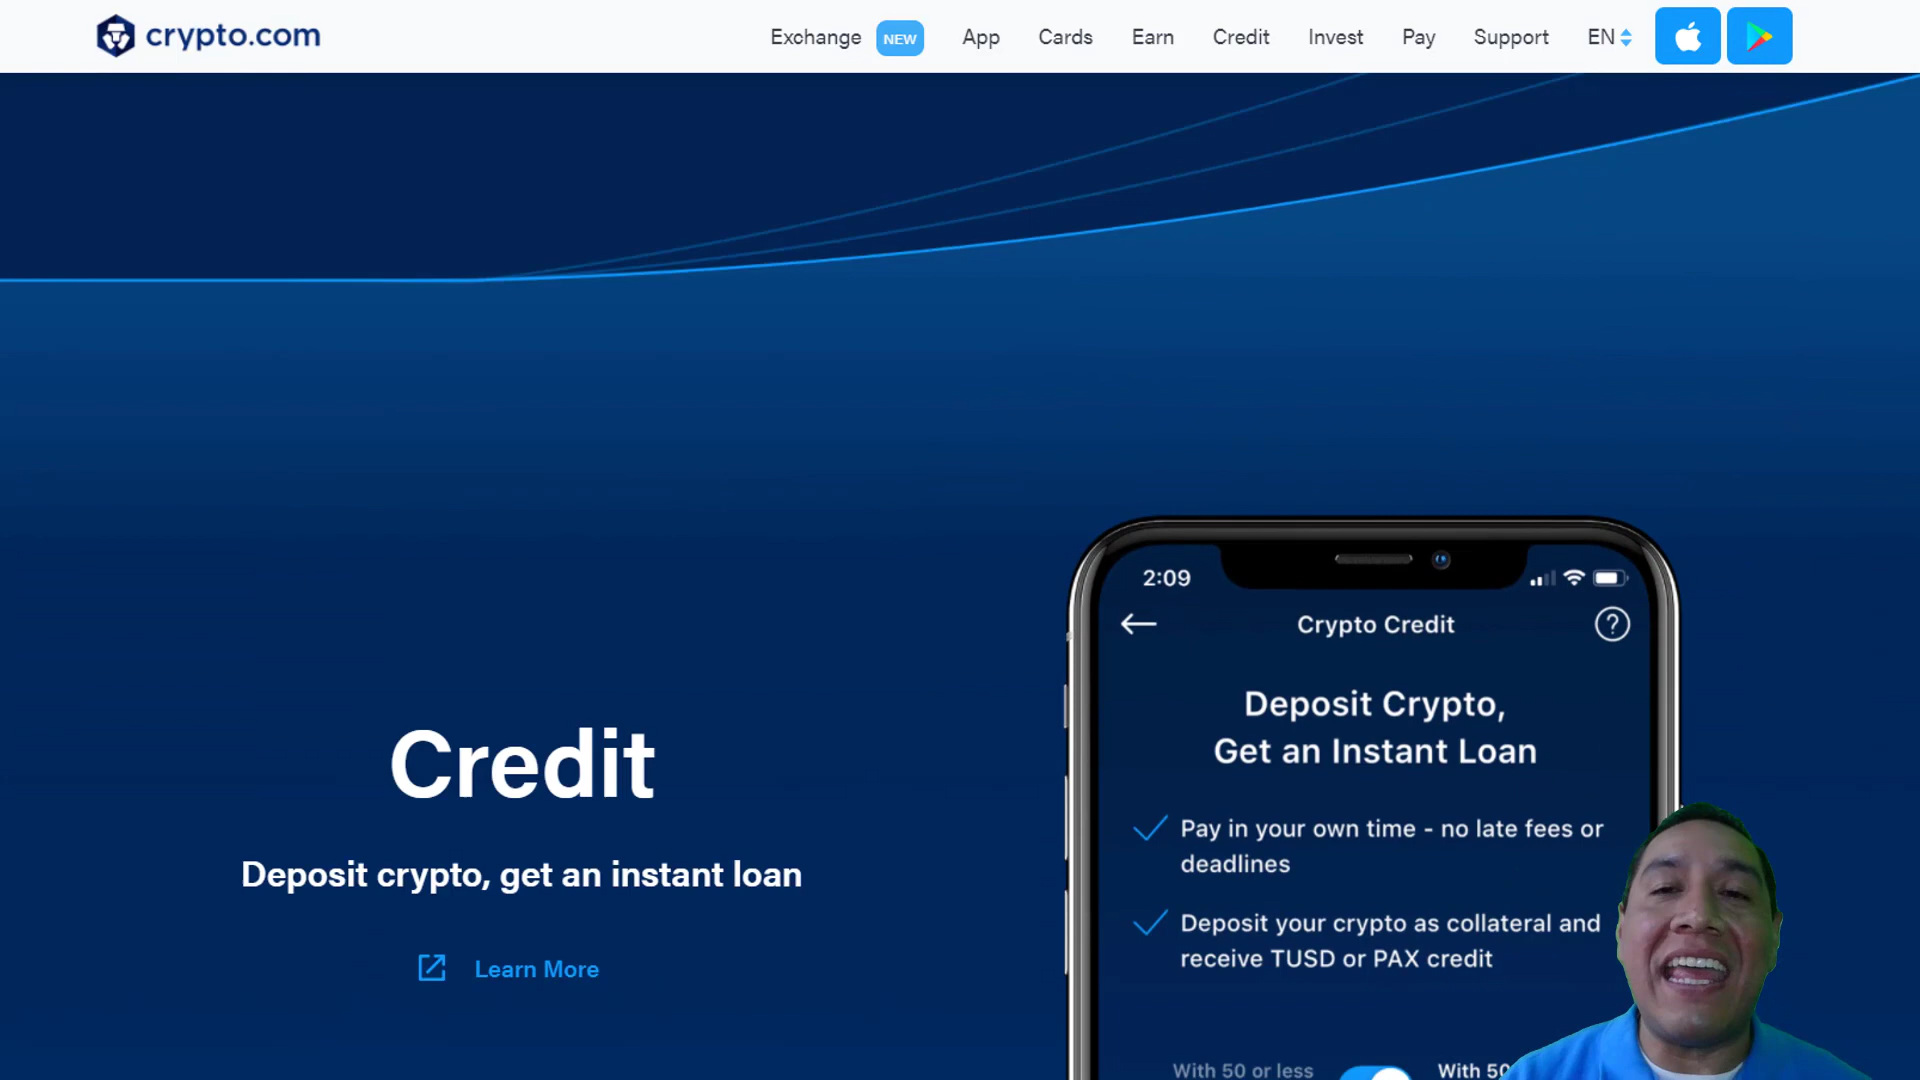 crypto.com
Exchange NEW App Cards Earn Credit Invest Pay Support EN
2:09
Crypto Credit
Deposit Crypto,
Get an Instant Loan
Pay in your own time - no late fees or
deadlines
Deposit your crypto as collateral and
receive TUSD or PAX credit
With 50 or less
With 50
Credit
Deposit crypto, get an instant loan
Learn More